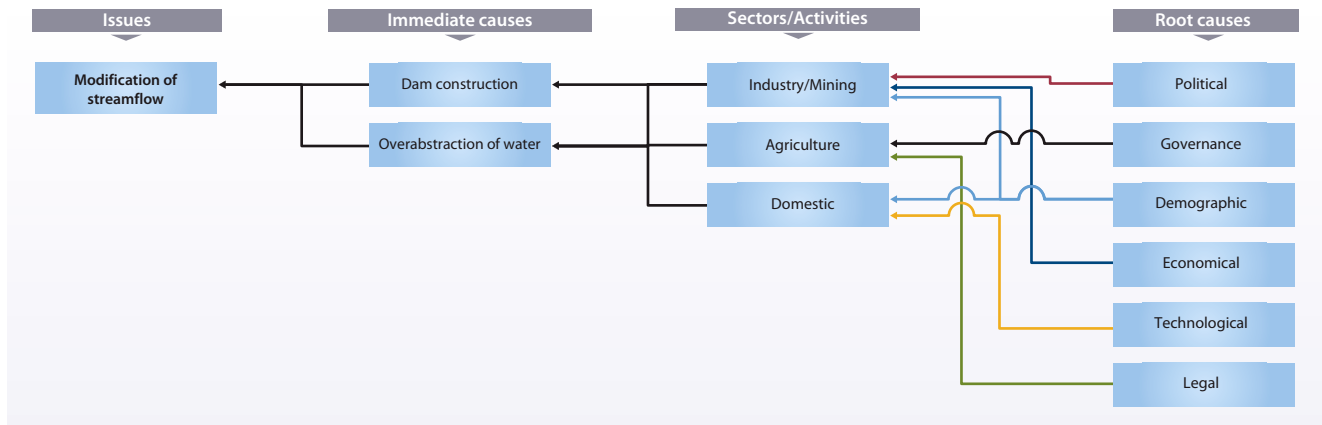 Issues
Immediate causes
Sectors/Activities
Root causes
Modification of
streamflow
Dam construction
Overabstraction of water
Industry/Mining
Agriculture
Domestic
Political
Governance
Demographic
Economical
Technological
Legal